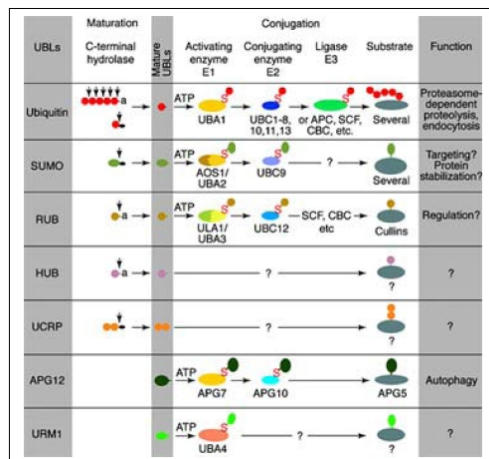 Maturation
Conjugation
UBLs
C-terminal
hydrolase
Mature
UBLs
Activating
enzyme
E1
Conjugating
enzyme
E2
Ligase
E3
Substrate
Function
Ubiquitin
a
ATP
S
UBA1
S
UBC1-8,
10,11,13
S
or APC, SCF,
CBC, etc.
Several
Proteasome-
dependent
proteolysis,
endocytosis
SUMO
ATP
S
AOS1/
UBA2
S
UBC9
?
Several
Targeting?
Protein
stabilization?
RUB
a
ATP
S
ULA1/
UBA3
S
UBC12
SCF, CBC
etc
Cullins
Regulation?
HUB
a
?
?
?
UCRP
?
?
?
APG12
ATP
S
APG7
S
APG10
APG5
Autophagy
URM1
ATP
S
UBA4
?
?
?